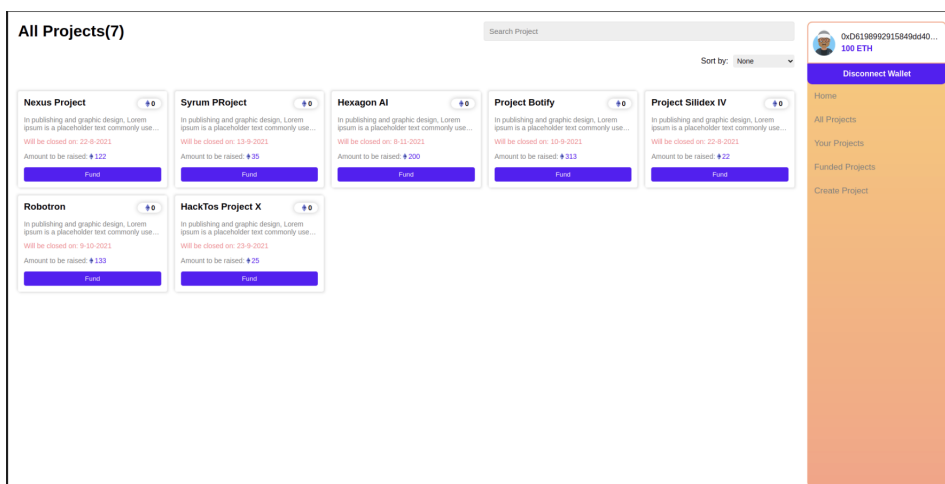 All Projects(7)
Search Project
Sort by: None
Nexus Project 0
In publishing and graphic design, Lorem
ipsum is a placeholder text commonly use...
Will be closed on: 22-8-2021
Amount to be raised: 122
Fund
Syrum PRoject 0
In publishing and graphic design, Lorem
ipsum is a placeholder text commonly use...
Will be closed on: 13-9-2021
Amount to be raised: 35
Fund
Hexagon AI 0
In publishing and graphic design, Lorem
ipsum is a placeholder text commonly use...
Will be closed on: 8-11-2021
Amount to be raised: 200
Fund
Project Botify 0
In publishing and graphic design, Lorem
ipsum is a placeholder text commonly use...
Will be closed on: 10-9-2021
Amount to be raised: 313
Fund
Project Silidex IV 0
In publishing and graphic design, Lorem
ipsum is a placeholder text commonly use...
Will be closed on: 22-8-2021
Amount to be raised: 22
Fund
Robotron 0
In publishing and graphic design, Lorem
ipsum is a placeholder text commonly use...
Will be closed on: 9-10-2021
Amount to be raised: 133
Fund
HackTos Project X 0
In publishing and graphic design, Lorem
ipsum is a placeholder text commonly use...
Will be closed on: 23-9-2021
Amount to be raised: 25
Fund
0xD6198992915849dd40...
100 ETH
Disconnect Wallet
Home
All Projects
Your Projects
Funded Projects
Create Project